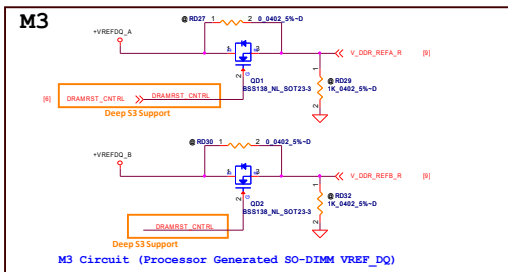 M3
@ RD27 1 2 0_0402_5%~D
+VREFDQ_A
1 3
V_DDR_REFA_R [9]
2
QD1
BSS138_NL_SOT23-3
@ RD29
1K_0402_5%~D
1
2
[6] DRAMRST_CNTRL DRAMRST_CNTRL
Deep S3 Support
@ RD30 1 2 0_0402_5%~D
+VREFDQ_B
1 3
V_DDR_REFB_R [9]
2
QD2
BSS138_NL_SOT23-3
@ RD32
1K_0402_5%~D
1
2
DRAMRST_CNTRL
Deep S3 Support
M3 Circuit (Processor Generated SO-DIMM VREF_DQ)